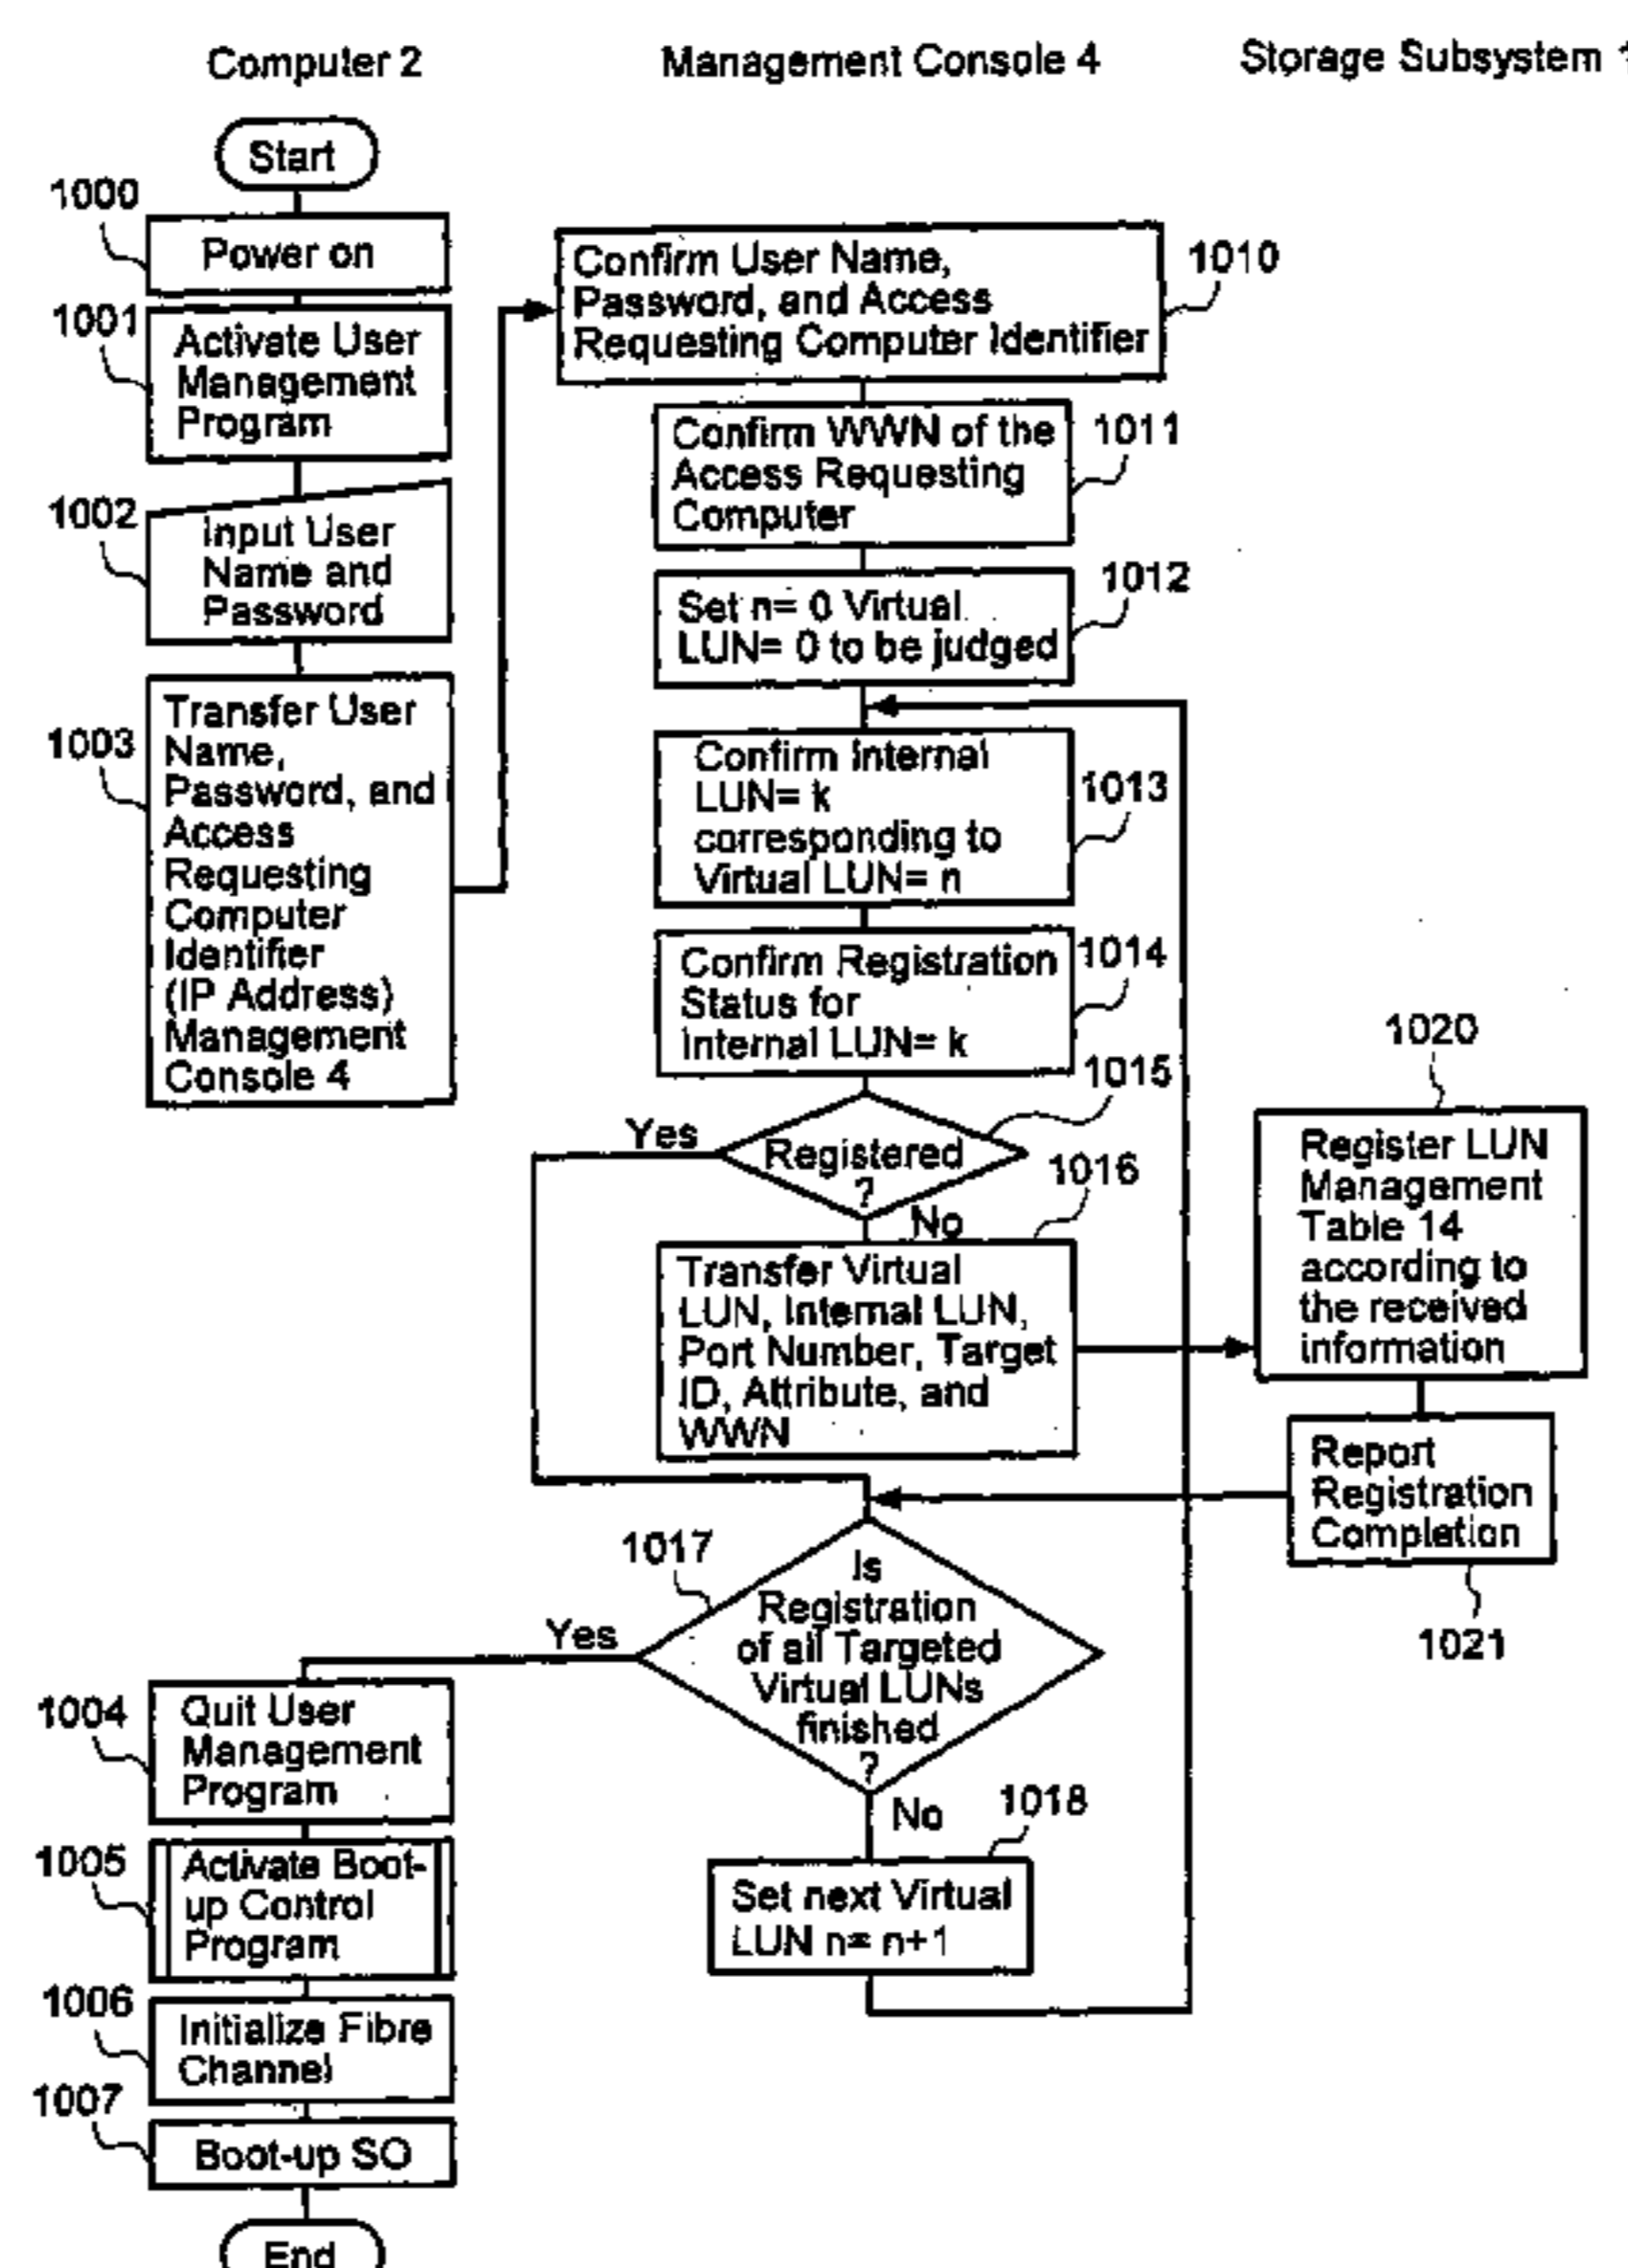 Computer 2
Management Console 4
Storage Subsystem 1
Start
1000
Power on
1001
Activate User
Management
Program
1002
Input User
Name and
Password
1003
Transfer User
Name,
Password, and
Access
Requesting
Computer
Identifier
(IP Address)
Management
Console 4
Confirm User Name,
Password, and Access
Requesting Computer Identifier
1010
Confirm WWN of the
Access Requesting
Computer
1011
Set n= 0 Virtual
LUN= 0 to be judged
1012
Confirm Internal
LUN= k
corresponding to
Virtual LUN= n
1013
Confirm Registration
Status for
Internal LUN= k
1014
1015
Yes
Registered
?
No
1016
Transfer Virtual
LUN, Internal LUN,
Port Number, Target
ID, Attribute, and
WWN
1020
Register LUN
Management
Table 14
according to
the received
information
Report
Registration
Completion
1021
1017
Is
Registration
of all Targeted
Virtual LUNs
finished
?
Yes
No
1018
Set next Virtual
LUN n= n+1
1004
Quit User
Management
Program
1005
Activate Boot-
up Control
Program
1006
Initialize Fibre
Channel
1007
Boot-up SO
End